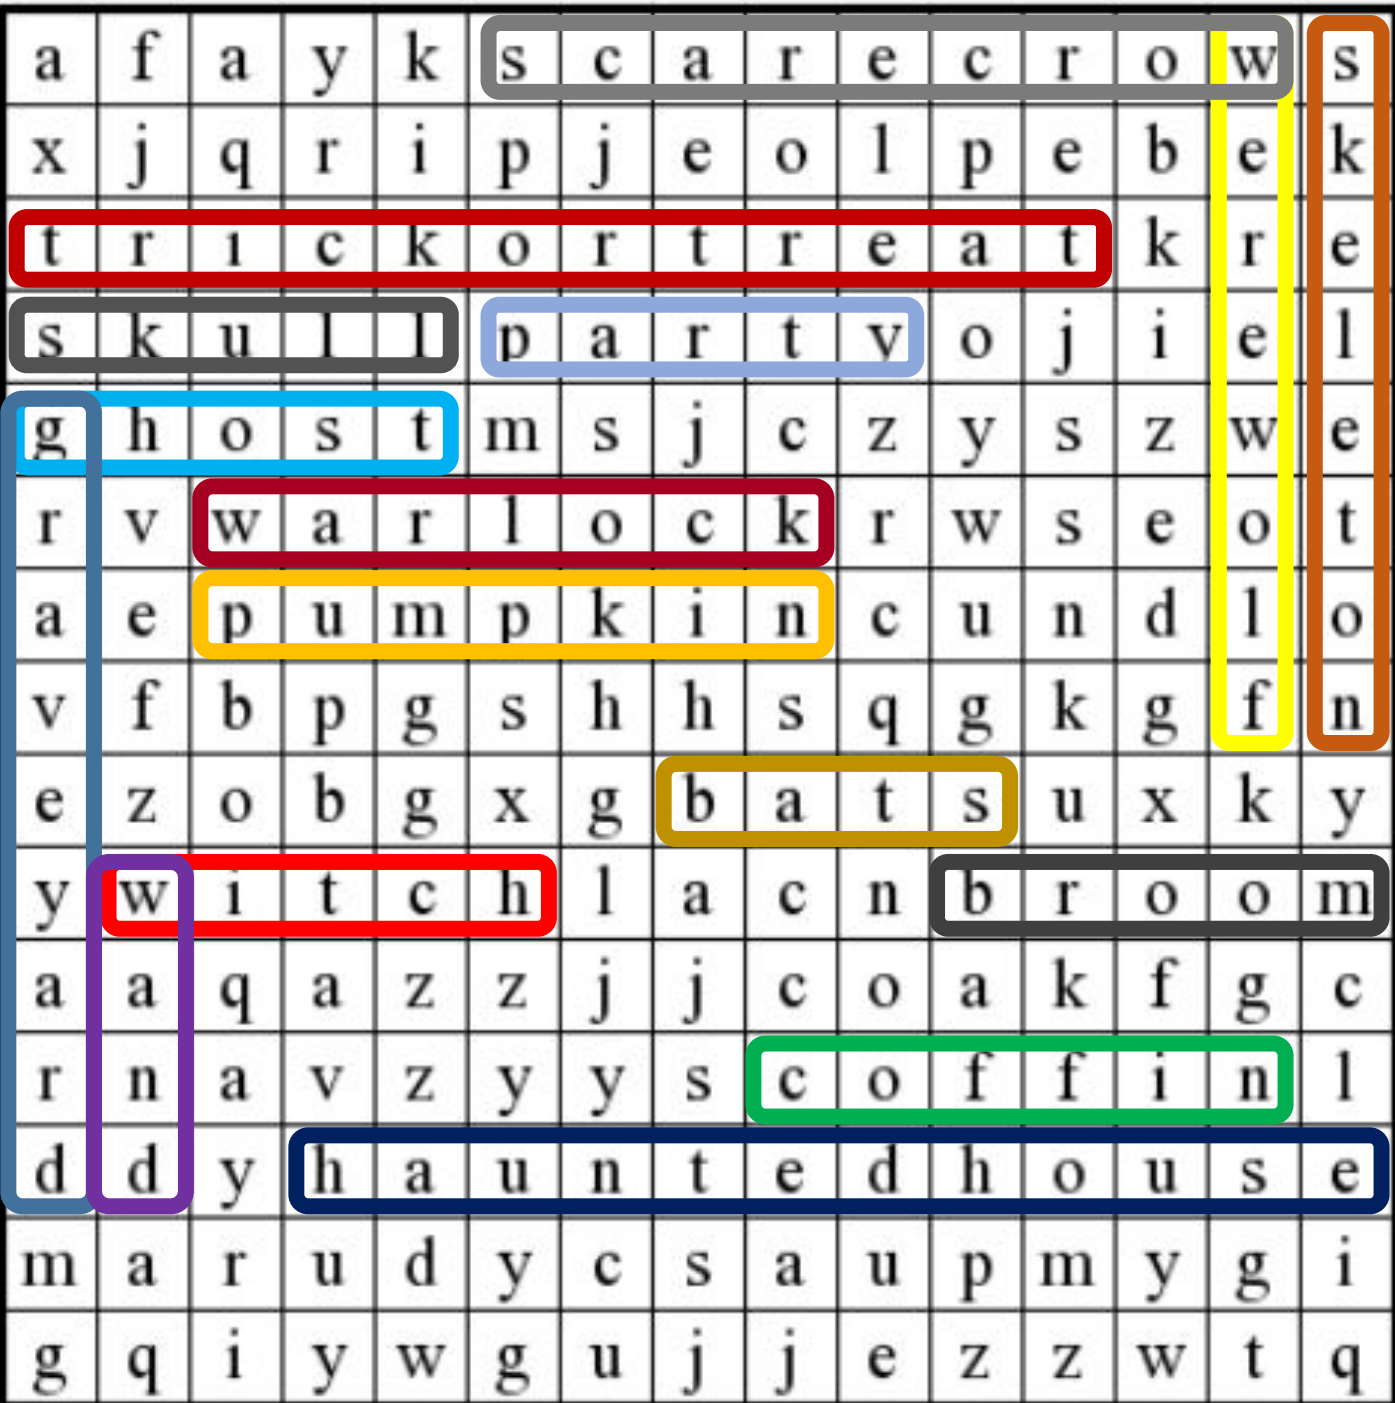 a f a y k s c a r e c r o w s
x j q r i p j e o l p e b e k
t r i c k o r t r e a t k r e
s k u l l p a r t y o j i e l
g h o s t m s j c z y s z w e
r v w a r l o c k r w s e o t
a e p u m p k i n c u n d l o
v f b p g s h h s q g k g f n
e z o b g x g b a t s u x k y
y w i t c h l a c n b r o o m
a a q a z z j j c o a k f g c
r n a v z y y s c o f f i n l
d d y h a u n t e d h o u s e
m a r u d y c s a u p m y g i
g q i y w g u j j e z z w t q